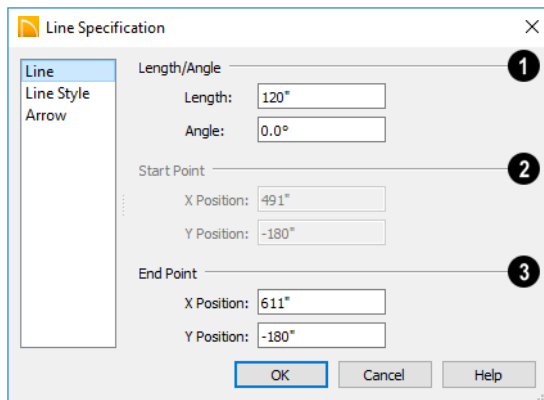 Line Specification
Line
Line Style
Arrow
Length/Angle
1
Length: 120"
Angle: 0.0°
Start Point
2
X Position: 491"
Y Position: -180"
End Point
3
X Position: 611"
Y Position: -180"
OK Cancel Help